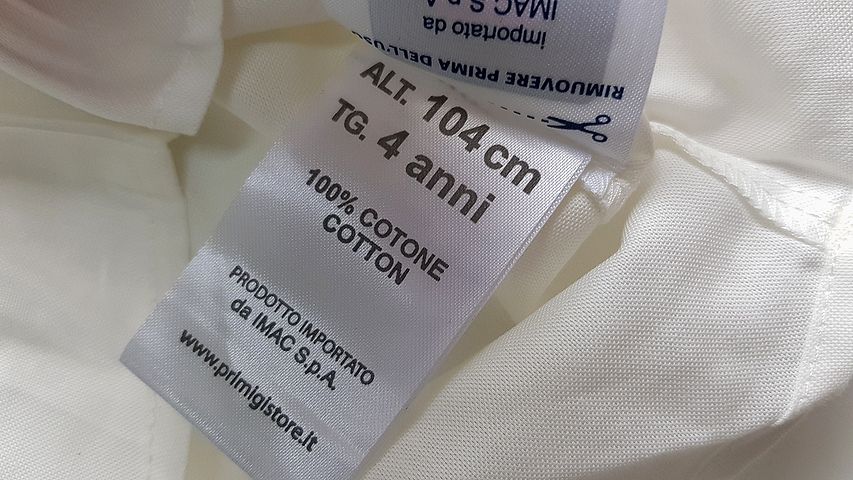 IMAC S.p.A.
importato da
RIMUOVERE PRIMA DELL'USO
ALT. 104 cm
TG. 4 anni
100% COTONE
COTTON
PRODOTTO IMPORTATO
da IMAC S.p.A.
www.primigistore.it